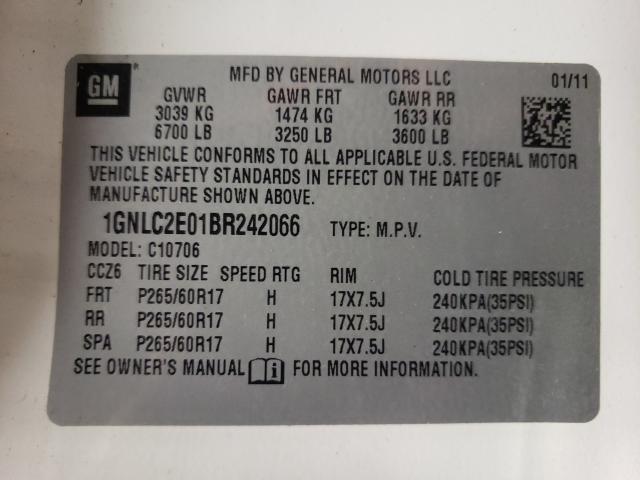 GM
MFD BY GENERAL MOTORS LLC 01/11
GVWR GAWR FRT GAWR RR
3039 KG 1474 KG 1633 KG
6700 LB 3250 LB 3600 LB
THIS VEHICLE CONFORMS TO ALL APPLICABLE U.S. FEDERAL MOTOR
VEHICLE SAFETY STANDARDS IN EFFECT ON THE DATE OF
MANUFACTURE SHOWN ABOVE.
1GNLC2E01BR242066 TYPE: M.P.V.
MODEL: C10706
CCZ6 TIRE SIZE SPEED RTG RIM COLD TIRE PRESSURE
FRT P265/60R17 H 17X7.5J 240KPA(35PSI)
RR P265/60R17 H 17X7.5J 240KPA(35PSI)
SPA P265/60R17 H 17X7.5J 240KPA(35PSI)
SEE OWNER'S MANUAL i FOR MORE INFORMATION.